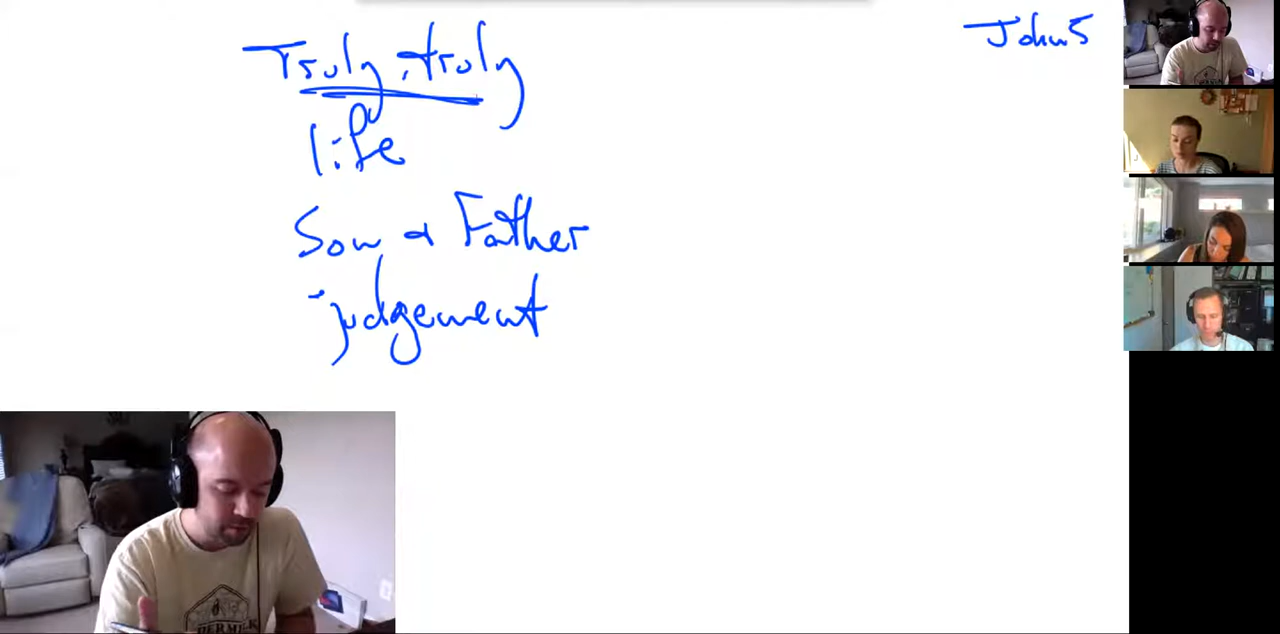 Truly, truly
life
Son & Father
judgement
John 5